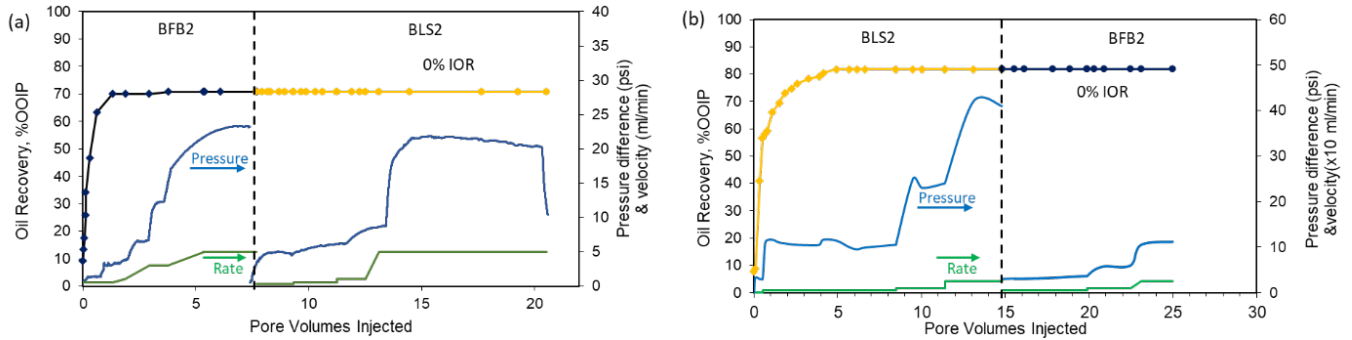 (a)
BFB2
BLS2
0% IOR
Pressure
Rate
Oil Recovery, %OOIP
100
90
80
70
60
50
40
30
20
10
0
Pressure difference (psi)
& velocity (ml/min)
40
35
30
25
20
15
10
5
0
0
5
10
15
20
Pore Volumes Injected
(b)
BLS2
BFB2
0% IOR
Pressure
Rate
Oil Recovery, %OOIP
100
90
80
70
60
50
40
30
20
10
0
Pressure difference (psi)
&velocity(x10 ml/min)
60
50
40
30
20
10
0
0
5
10
15
20
25
30
Pore Volumes Injected